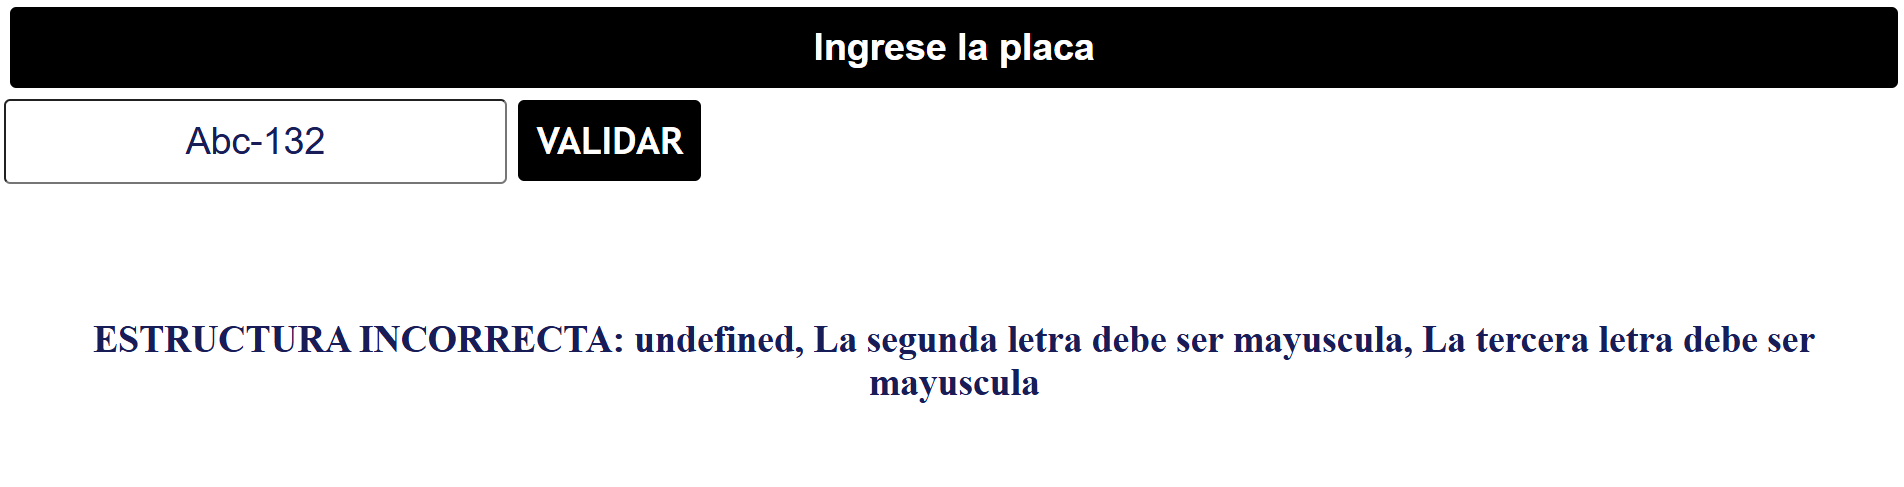 Ingrese la placa
Abc-132
VALIDAR
ESTRUCTURA INCORRECTA: undefined, La segunda letra debe ser mayuscula, La tercera letra debe ser
mayuscula